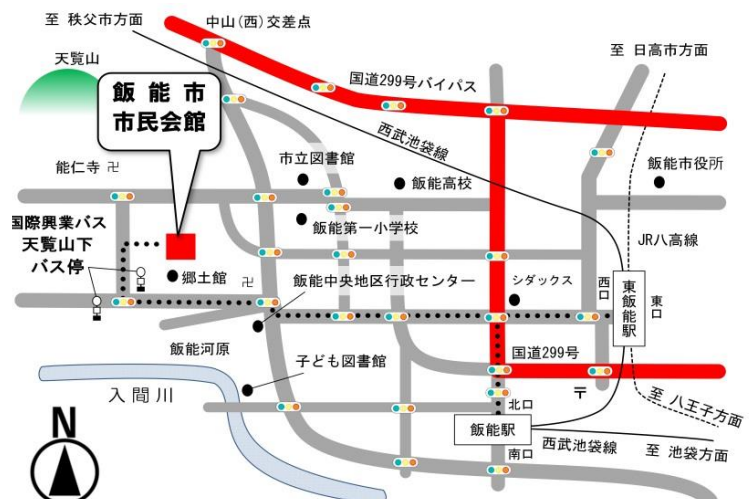 至 秩父市方面
中山（西）交差点
至 日高市方面
天覧山
国道299号バイパス
飯能市
市民会館
西武池袋線
市立図書館
飯能高校
飯能市役所
能仁寺 卍
飯能第一小学校
国際興業バス
天覧山下
バス停
JR八高線
郷土館
卍
飯能中央地区行政センター
シダックス
西口
東飯能駅
東口
飯能河原
子ども図書館
国道299号
〒
入間川
北口
至 八王子方面
飯能駅
南口
西武池袋線
至 池袋方面
N